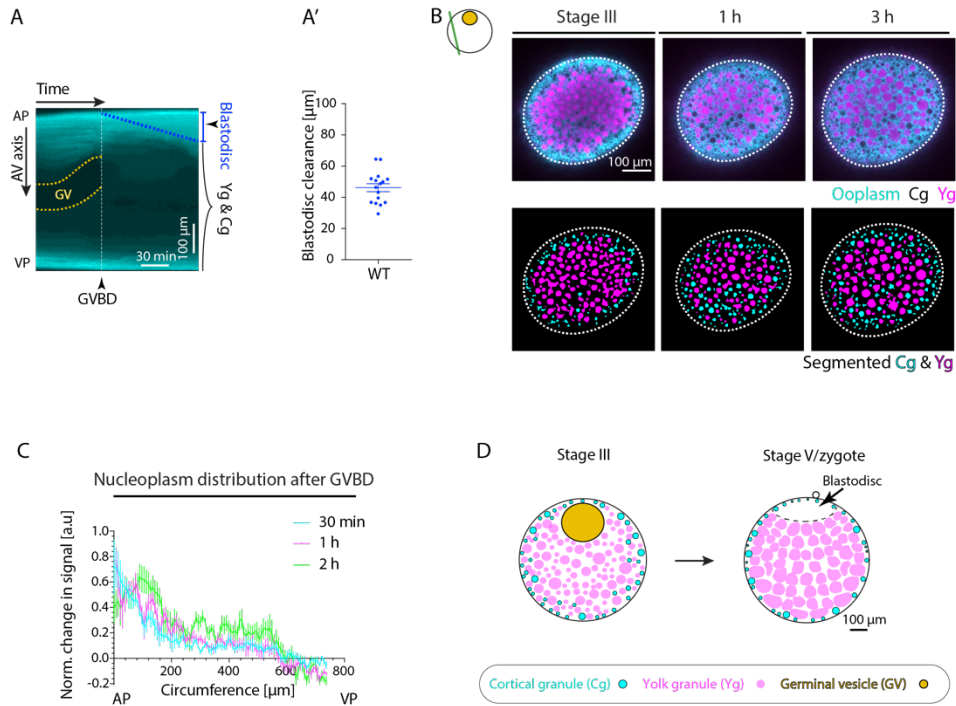 A
Time
AP
AV axis
GV
VP
Blastodisc
Yg & Cg
100 µm
30 min
GVBD
A'
Blastodisc clearance [µm]
100
80
60
40
20
0
WT
B
Stage III
1 h
3 h
100 µm
Ooplasm Cg Yg
Segmented Cg & Yg
C
Nucleoplasm distribution after GVBD
Norm. change in signal [a.u]
1.0
0.8
0.6
0.4
0.2
0.0
-0.2
30 min
1 h
2 h
200 400 600 800
AP
Circumference [µm]
VP
D
Stage III
Stage V/zygote
Blastodisc
100 µm
Cortical granule (Cg) Yolk granule (Yg) Germinal vesicle (GV)